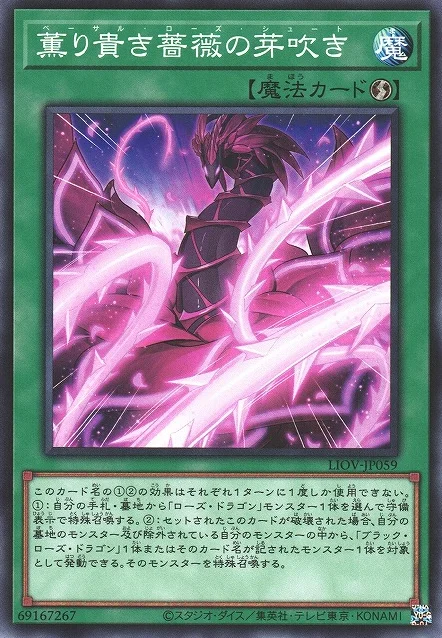 ベーサル・ローズ・シュート
薫り貴き薔薇の芽吹き
魔
【魔法カード】
LIOV-JP059
このカード名の①②の効果はそれぞれ1ターンに1度しか使用できない。
①：自分の手札・墓地から「ローズ・ドラゴン」モンスター1体を選んで守備
表示で特殊召喚する。②：セットされたこのカードが破壊された場合、自分の
墓地のモンスター及び除外されている自分のモンスターの中から、「ブラック・
ローズ・ドラゴン」1体またはそのカード名が記されたモンスター1体を対象
として発動できる。そのモンスターを特殊召喚する。
69167267
©スタジオ・ダイス／集英社・テレビ東京・KONAMI